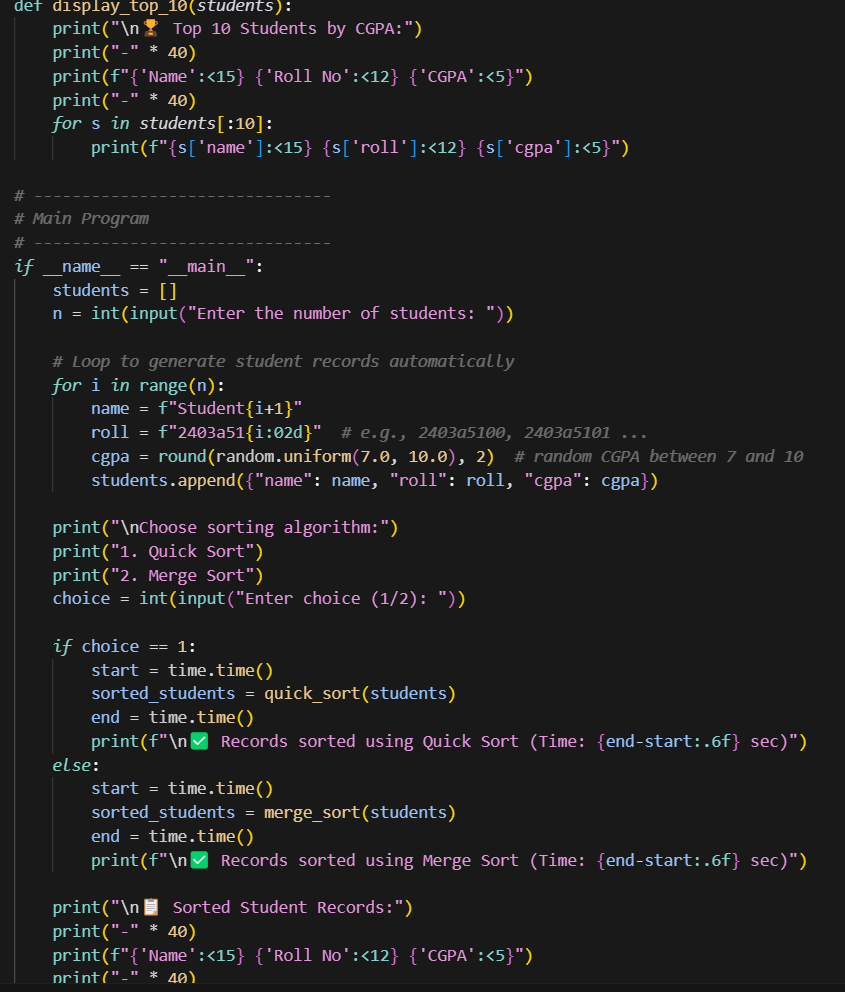 def display_top_10(students):
    print("\n🏆 Top 10 Students by CGPA:")
    print("-" * 40)
    print(f"{'Name':<15} {'Roll No':<12} {'CGPA':<5}")
    print("-" * 40)
    for s in students[:10]:
        print(f"{s['name']:<15} {s['roll']:<12} {s['cgpa']:<5}")

# -------------------------------
# Main Program
# -------------------------------
if __name__ == "__main__":
    students = []
    n = int(input("Enter the number of students: "))

    # Loop to generate student records automatically
    for i in range(n):
        name = f"Student{i+1}"
        roll = f"2403a51{i:02d}"  # e.g., 2403a5100, 2403a5101 ...
        cgpa = round(random.uniform(7.0, 10.0), 2)  # random CGPA between 7 and 10
        students.append({"name": name, "roll": roll, "cgpa": cgpa})

    print("\nChoose sorting algorithm:")
    print("1. Quick Sort")
    print("2. Merge Sort")
    choice = int(input("Enter choice (1/2): "))

    if choice == 1:
        start = time.time()
        sorted_students = quick_sort(students)
        end = time.time()
        print(f"\n✅ Records sorted using Quick Sort (Time: {end-start:.6f} sec)")
    else:
        start = time.time()
        sorted_students = merge_sort(students)
        end = time.time()
        print(f"\n✅ Records sorted using Merge Sort (Time: {end-start:.6f} sec)")

    print("\n📋 Sorted Student Records:")
    print("-" * 40)
    print(f"{'Name':<15} {'Roll No':<12} {'CGPA':<5}")
    print("-" * 40)